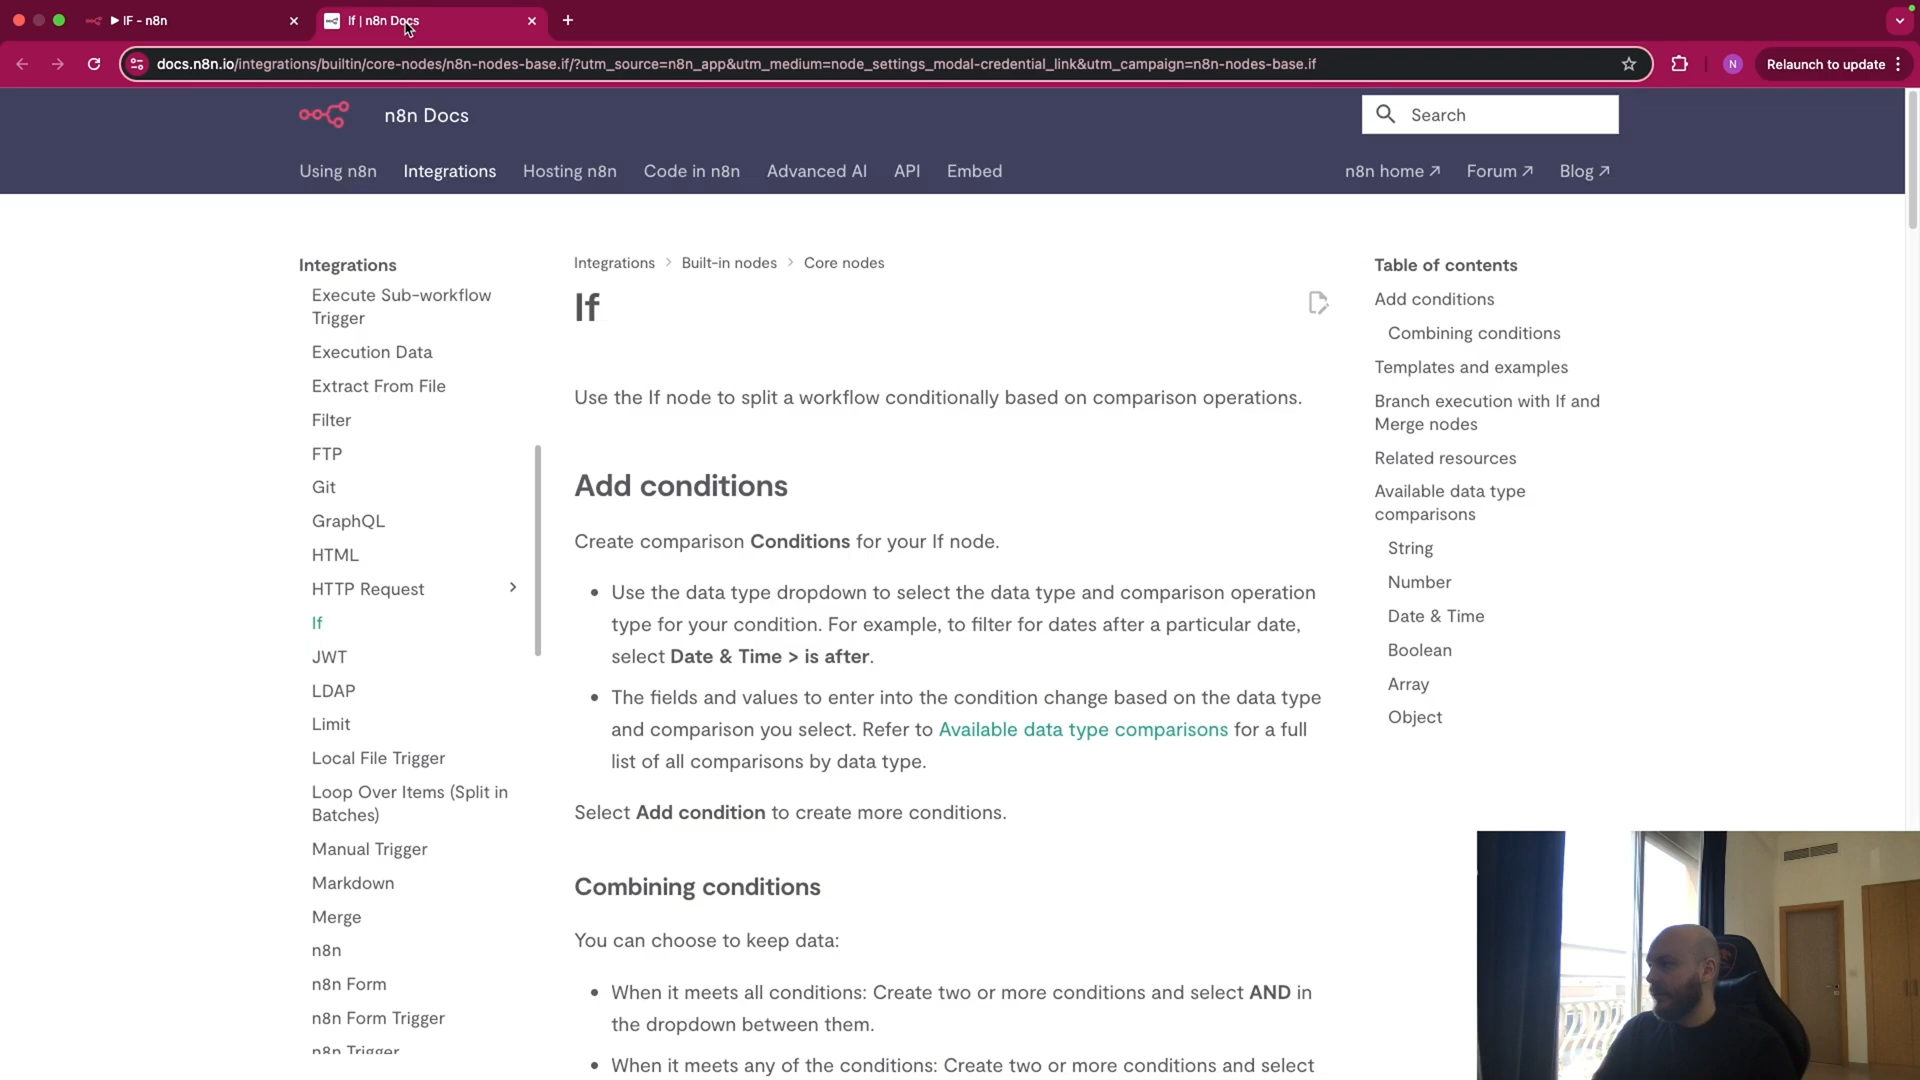 IF - n8n
If | n8n Docs
docs.n8n.io/integrations/builtin/core-nodes/n8n-nodes-base.if/?utm_source=n8n_app&utm_medium=node_settings_modal-credential_link&utm_campaign=n8n-nodes-base.if
N
Relaunch to update
n8n Docs
Search
Using n8n
Integrations
Hosting n8n
Code in n8n
Advanced AI
API
Embed
n8n home
Forum
Blog
Integrations
Execute Sub-workflow
Trigger
Execution Data
Extract From File
Filter
FTP
Git
GraphQL
HTML
HTTP Request
If
JWT
LDAP
Limit
Local File Trigger
Loop Over Items (Split in
Batches)
Manual Trigger
Markdown
Merge
n8n
n8n Form
n8n Form Trigger
n8n Trigger
Integrations > Built-in nodes > Core nodes
If
Use the If node to split a workflow conditionally based on comparison operations.
Add conditions
Create comparison Conditions for your If node.
• Use the data type dropdown to select the data type and comparison operation
type for your condition. For example, to filter for dates after a particular date,
select Date & Time > is after.
• The fields and values to enter into the condition change based on the data type
and comparison you select. Refer to Available data type comparisons for a full
list of all comparisons by data type.
Select Add condition to create more conditions.
Combining conditions
You can choose to keep data:
• When it meets all conditions: Create two or more conditions and select AND in
the dropdown between them.
• When it meets any of the conditions: Create two or more conditions and select
Table of contents
Add conditions
Combining conditions
Templates and examples
Branch execution with If and
Merge nodes
Related resources
Available data type
comparisons
String
Number
Date & Time
Boolean
Array
Object